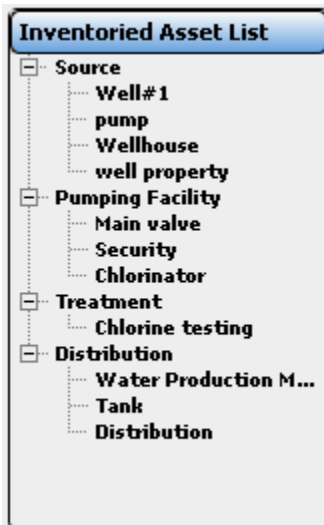 Inventoried Asset List
Source
Well#1
pump
Wellhouse
well property
Pumping Facility
Main valve
Security
Chlorinator
Treatment
Chlorine testing
Distribution
Water Production M...
Tank
Distribution